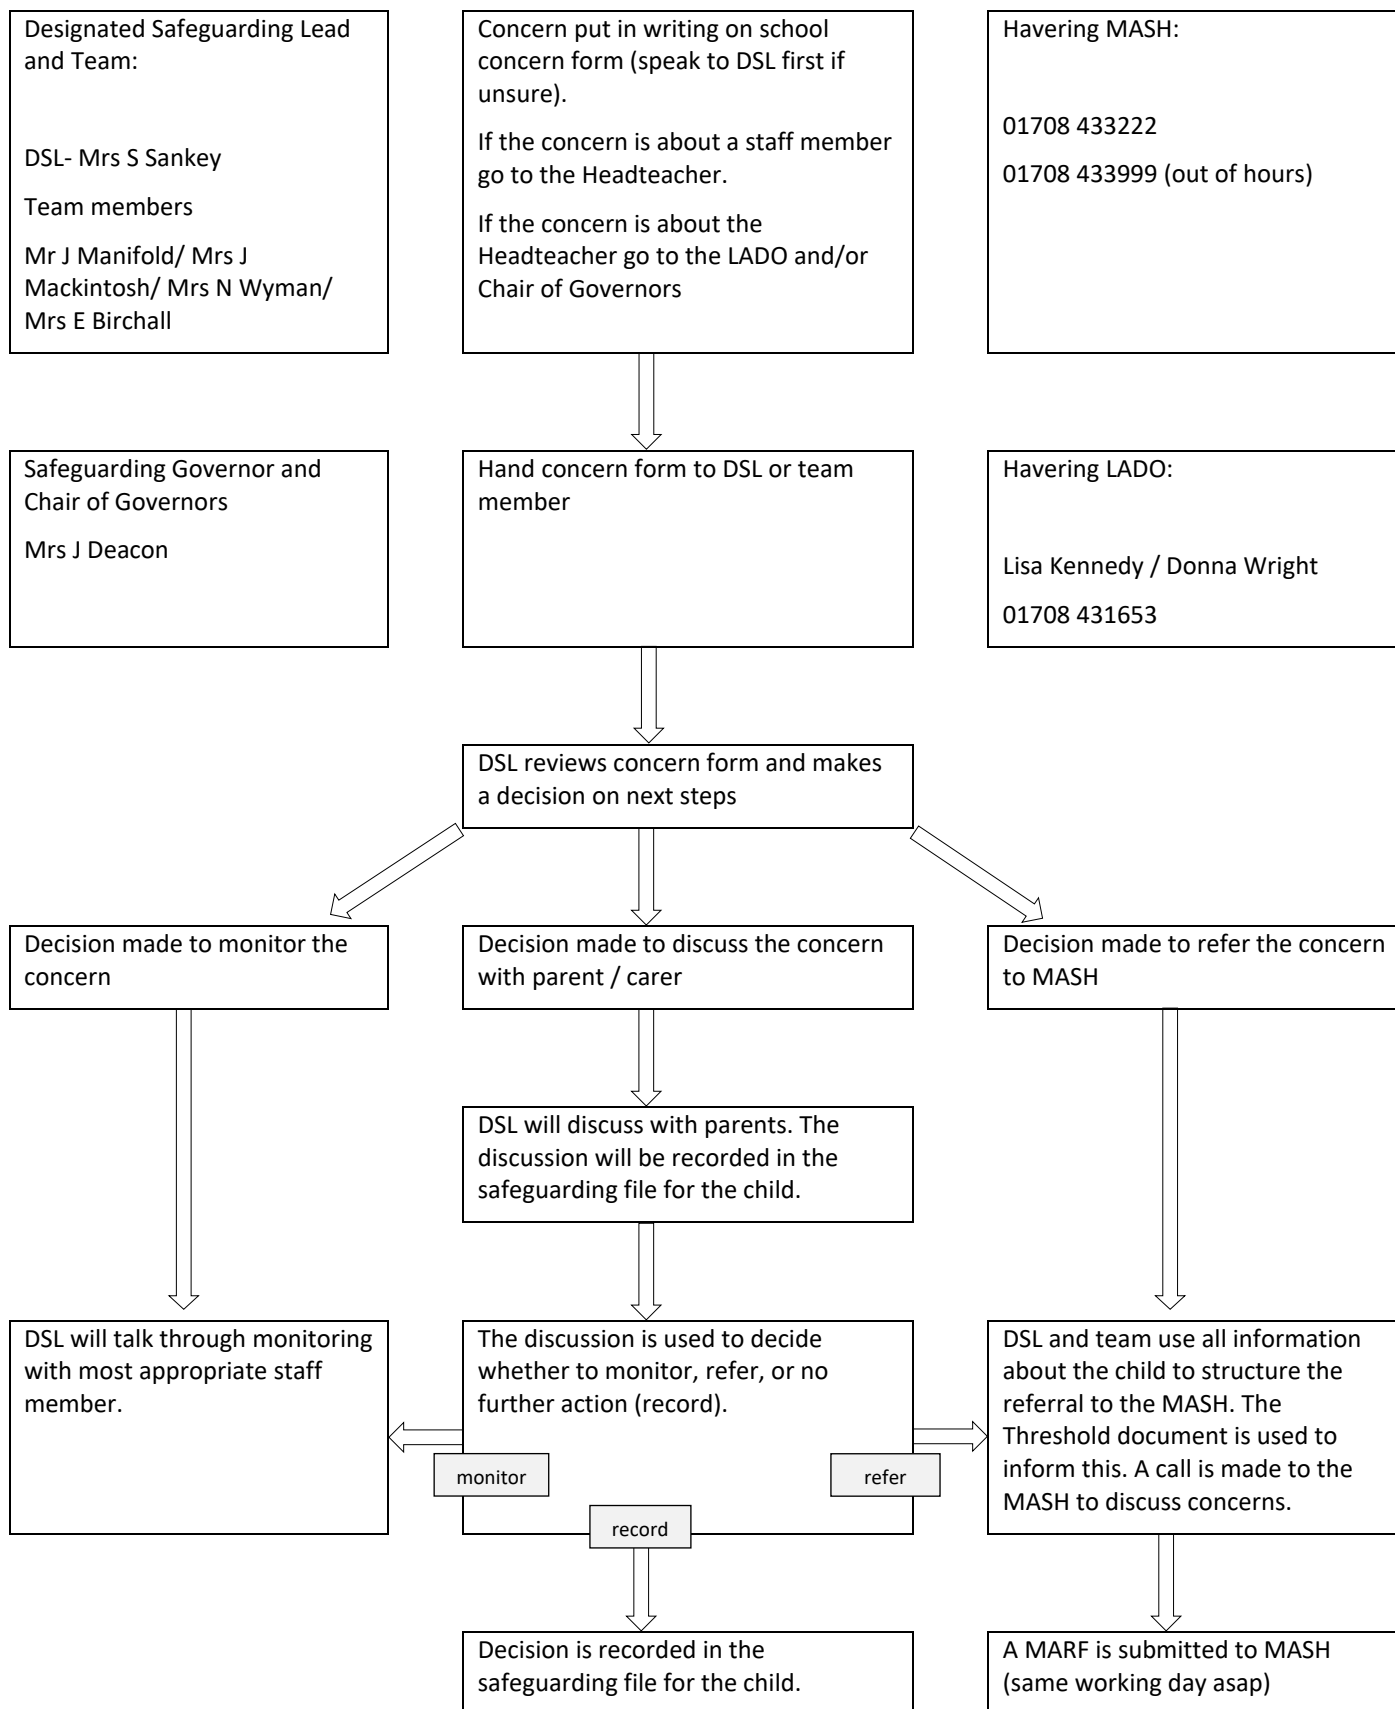 Designated Safeguarding Lead
and Team:
DSL- Mrs S Sankey
Team members
Mr J Manifold/ Mrs J
Mackintosh/ Mrs N Wyman/
Mrs E Birchall
Concern put in writing on school
concern form (speak to DSL first if
unsure).
If the concern is about a staff member
go to the Headteacher.
If the concern is about the
Headteacher go to the LADO and/or
Chair of Governors
Havering MASH:
01708 433222
01708 433999 (out of hours)
Safeguarding Governor and
Chair of Governors
Mrs J Deacon
Hand concern form to DSL or team
member
Havering LADO:
Lisa Kennedy / Donna Wright
01708 431653
DSL reviews concern form and makes
a decision on next steps
Decision made to monitor the
concern
Decision made to discuss the concern
with parent / carer
Decision made to refer the concern
to MASH
DSL will discuss with parents. The
discussion will be recorded in the
safeguarding file for the child.
DSL will talk through monitoring
with most appropriate staff
member.
The discussion is used to decide
whether to monitor, refer, or no
further action (record).
monitor
refer
record
DSL and team use all information
about the child to structure the
referral to the MASH. The
Threshold document is used to
inform this. A call is made to the
MASH to discuss concerns.
Decision is recorded in the
safeguarding file for the child.
A MARF is submitted to MASH
(same working day asap)